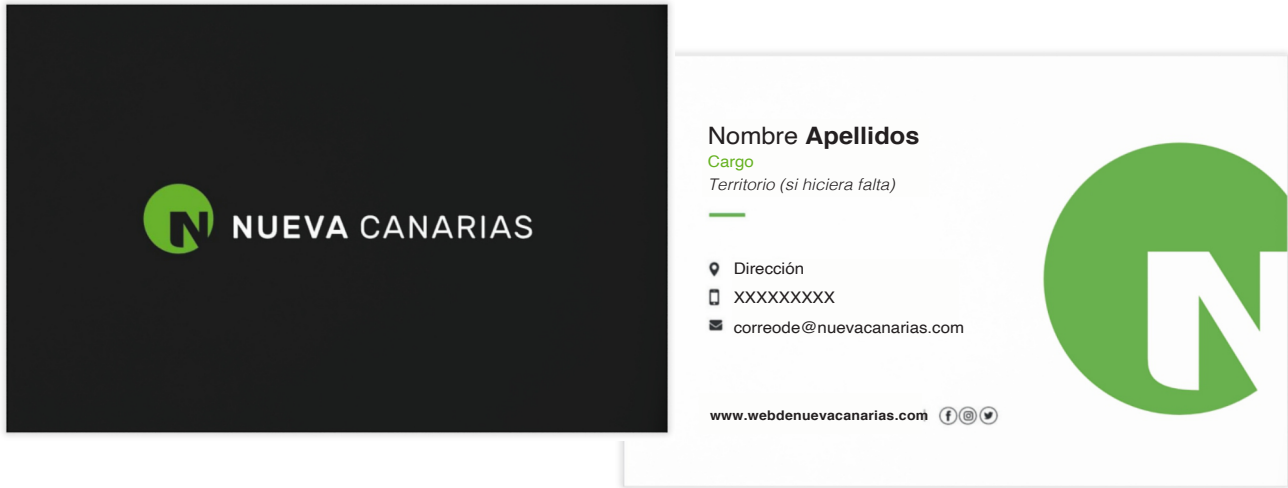 N NUEVA CANARIAS
Nombre Apellidos
Cargo
Territorio (si hiciera falta)
Dirección
XXXXXXXXX
correode@nuevacanarias.com
www.webdenuevacanarias.com
N